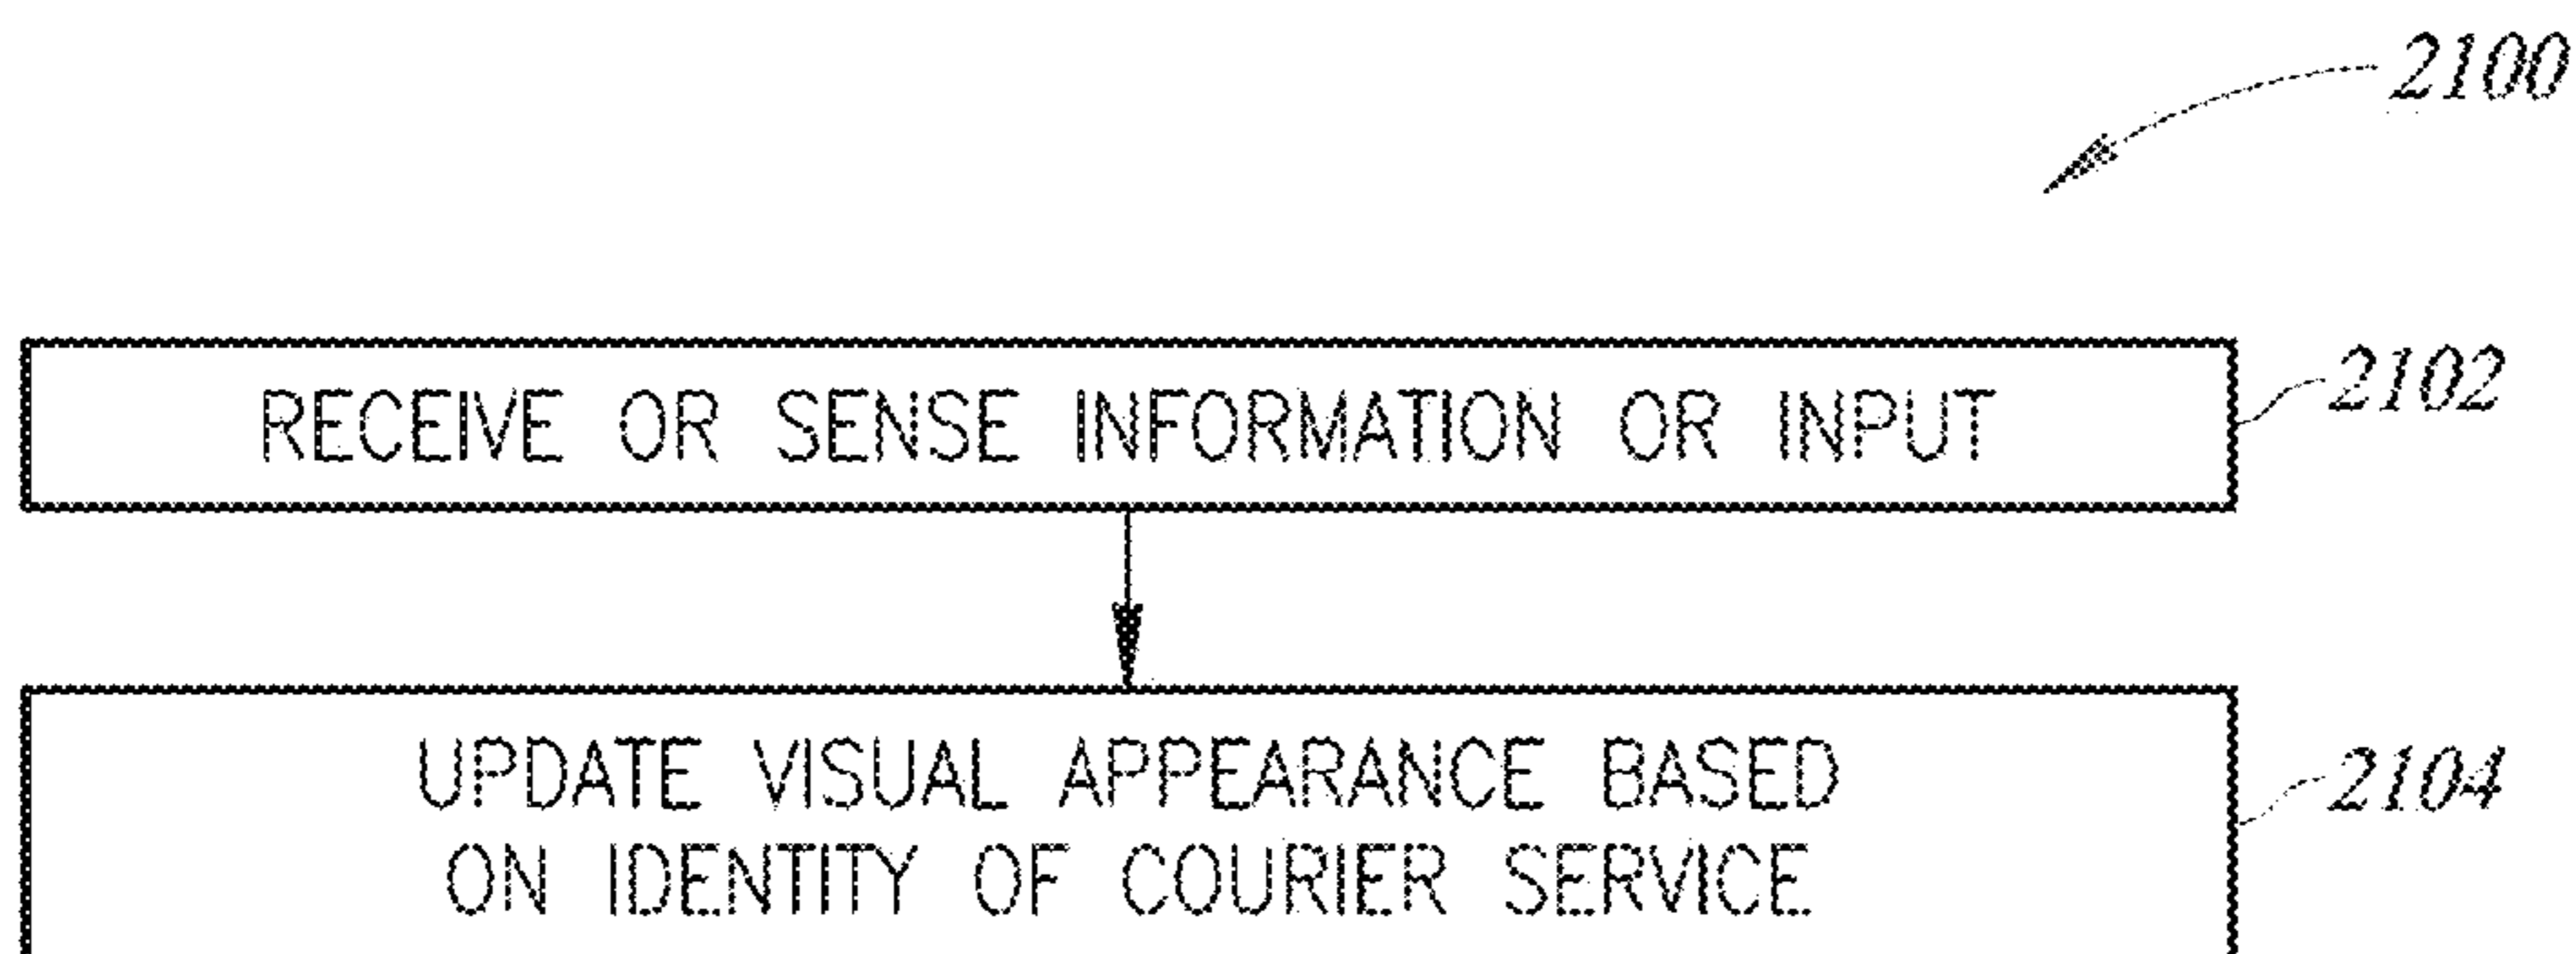 2100
RECEIVE OR SENSE INFORMATION OR INPUT
2102
UPDATE VISUAL APPEARANCE BASED
ON IDENTITY OF COURIER SERVICE
2104